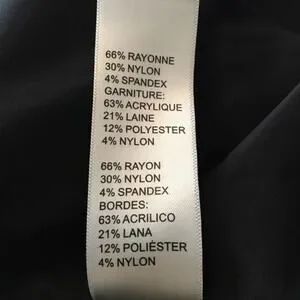 66% RAYONNE
30% NYLON
4% SPANDEX
GARNITURE:
63% ACRYLIQUE
21% LAINE
12% POLYESTER
4% NYLON
66% RAYON
30% NYLON
4% SPANDEX
BORDES:
63% ACRILICO
21% LANA
12% POLIÉSTER
4% NYLON